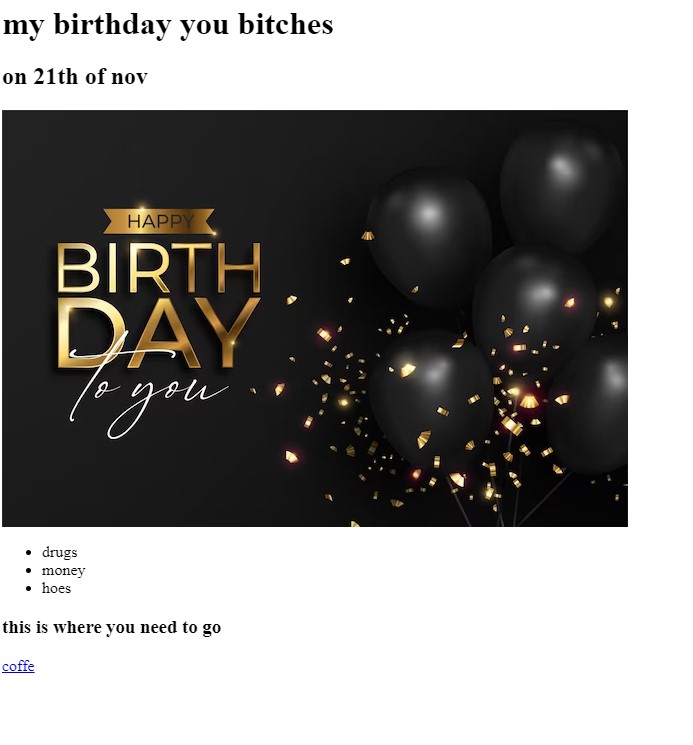 my birthday you bitches
on 21th of nov
HAPPY
BIRTH
DAY
To you
drugs
money
hoes
this is where you need to go
coffe